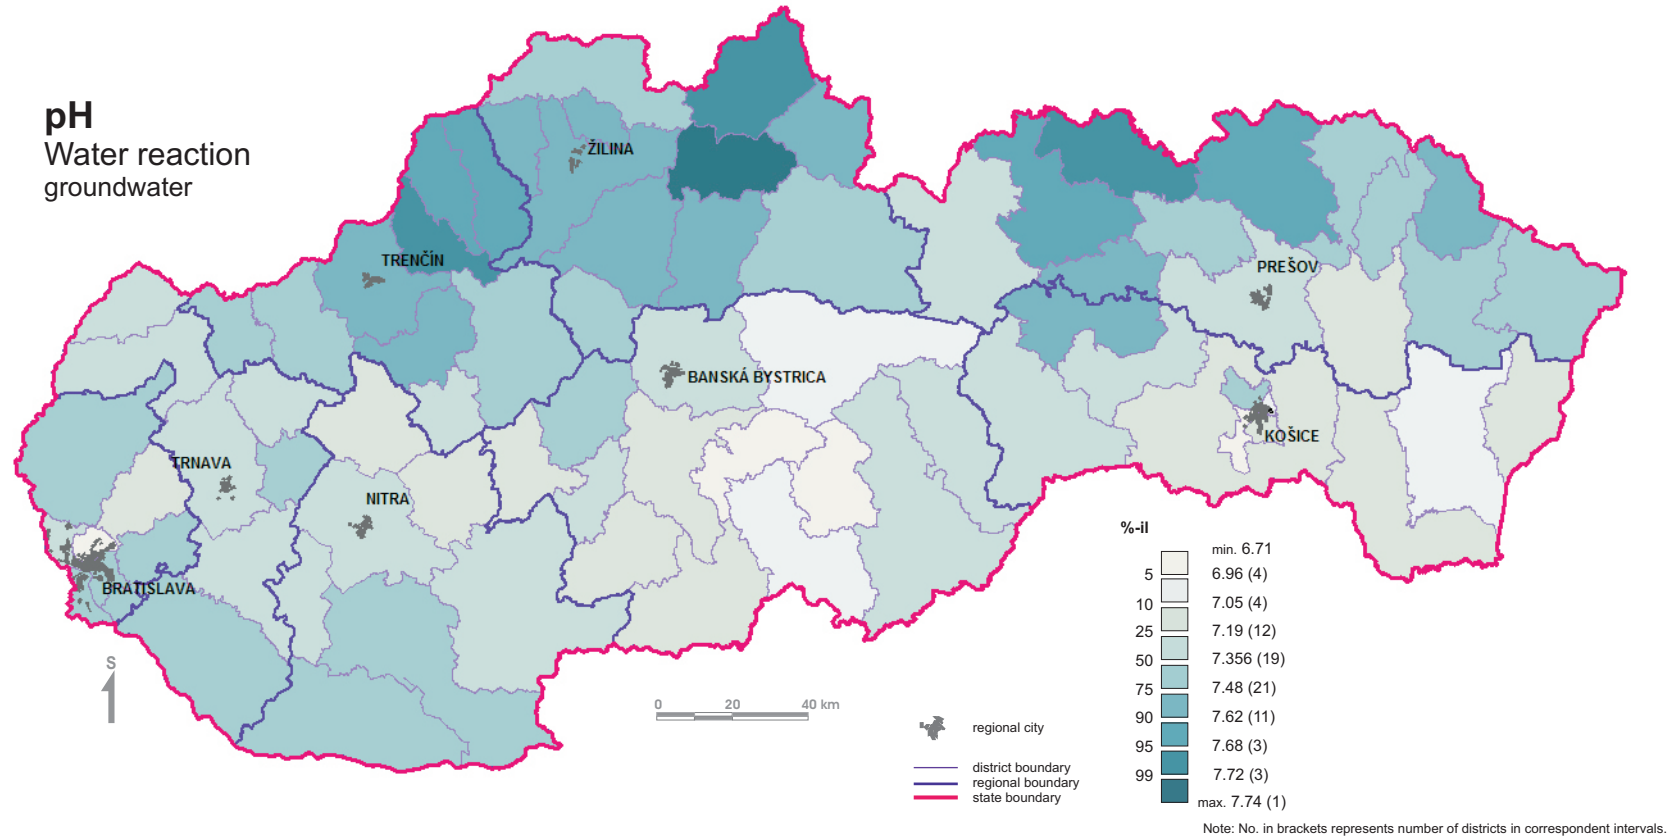 pH
Water reaction
groundwater
ŽILINA
TRENČÍN
PREŠOV
BANSKÁ BYSTRICA
KOŠICE
TRNAVA
NITRA
BRATISLAVA
S
0 20 40 km
regional city
district boundary
regional boundary
state boundary
%-il
min. 6.71
5 6.96 (4)
10 7.05 (4)
25 7.19 (12)
50 7.356 (19)
75 7.48 (21)
90 7.62 (11)
95 7.68 (3)
99 7.72 (3)
max. 7.74 (1)
Note: No. in brackets represents number of districts in correspondent intervals.